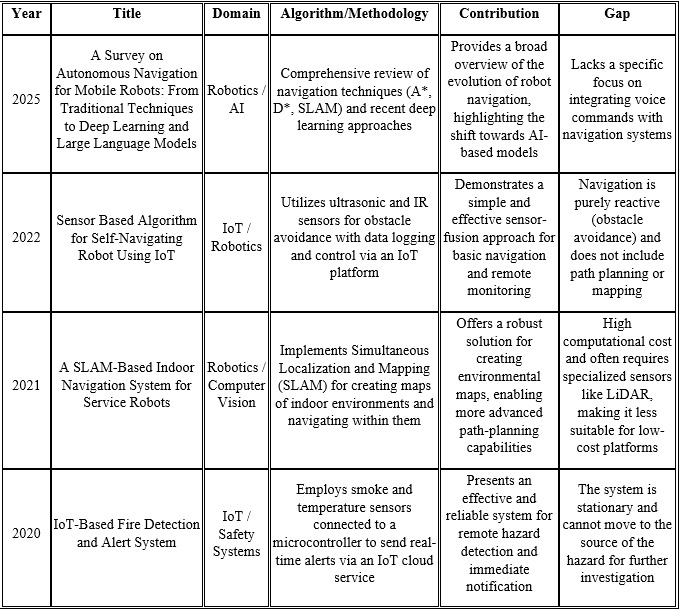 Year Title Domain Algorithm/Methodology Contribution Gap
2025
A Survey on
Autonomous Navigation
for Mobile Robots: From
Traditional Techniques
to Deep Learning and
Large Language Models
Robotics /
AI
Comprehensive review of
navigation techniques (A*,
D*, SLAM) and recent deep
learning approaches
Provides a broad
overview of the
evolution of robot
navigation,
highlighting the
shift towards AI-
based models
Lacks a specific
focus on
integrating voice
commands with
navigation systems
2022
Sensor Based Algorithm
for Self-Navigating
Robot Using IoT
IoT /
Robotics
Utilizes ultrasonic and IR
sensors for obstacle
avoidance with data logging
and control via an IoT
platform
Demonstrates a
simple and
effective sensor-
fusion approach for
basic navigation
and remote
monitoring
Navigation is
purely reactive
(obstacle
avoidance) and
does not include
path planning or
mapping
2021
A SLAM-Based Indoor
Navigation System for
Service Robots
Robotics /
Computer
Vision
Implements Simultaneous
Localization and Mapping
(SLAM) for creating maps
of indoor environments and
navigating within them
Offers a robust
solution for
creating
environmental
maps, enabling
more advanced
path-planning
capabilities
High
computational cost
and often requires
specialized sensors
like LiDAR,
making it less
suitable for low-
cost platforms
2020
IoT-Based Fire Detection
and Alert System
IoT /
Safety
Systems
Employs smoke and
temperature sensors
connected to a
microcontroller to send real-
time alerts via an IoT cloud
service
Presents an
effective and
reliable system for
remote hazard
detection and
immediate
notification
The system is
stationary and
cannot move to the
source of the
hazard for further
investigation